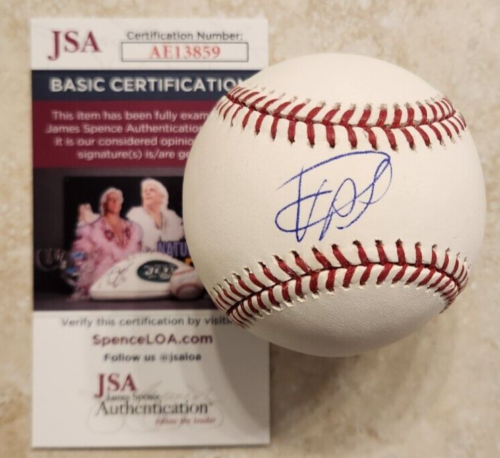 JSA
Certification Number:
AE13859
BASIC CERTIFICATION
This item has been fully exam
James Spence Authentication
it is our considered opinion
signature(s) is/are ge
Verify this certification by visiti
SpenceLOA.com
Follow us @jsaloa
JSA
James Spence
Authentication